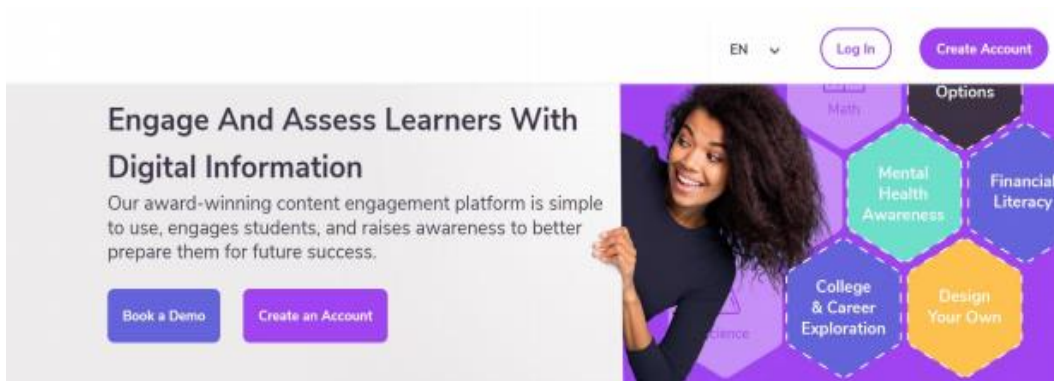 EN
Log In
Create Account
Engage And Assess Learners With
Digital Information
Our award-winning content engagement platform is simple
to use, engages students, and raises awareness to better
prepare them for future success.
Book a Demo
Create an Account
Math
Options
Mental
Health
Awareness
Financial
Literacy
College
& Career
Exploration
Design
Your Own